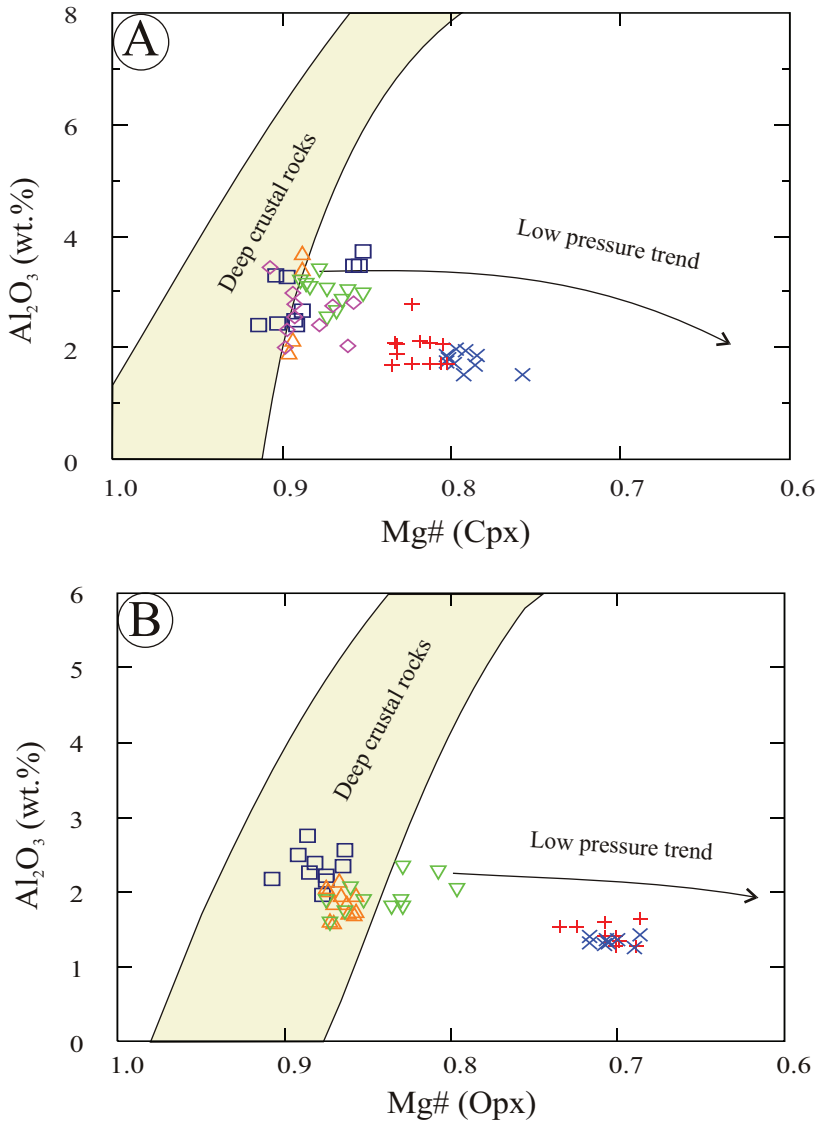 A
8
6
4
2
0
Al₂O₃ (wt.%)
Deep crustal rocks
Low pressure trend
1.0 0.9 0.8 0.7 0.6
Mg# (Cpx)
B
6
5
4
3
2
1
0
Al₂O₃ (wt.%)
Deep crustal rocks
Low pressure trend
1.0 0.9 0.8 0.7 0.6
Mg# (Opx)